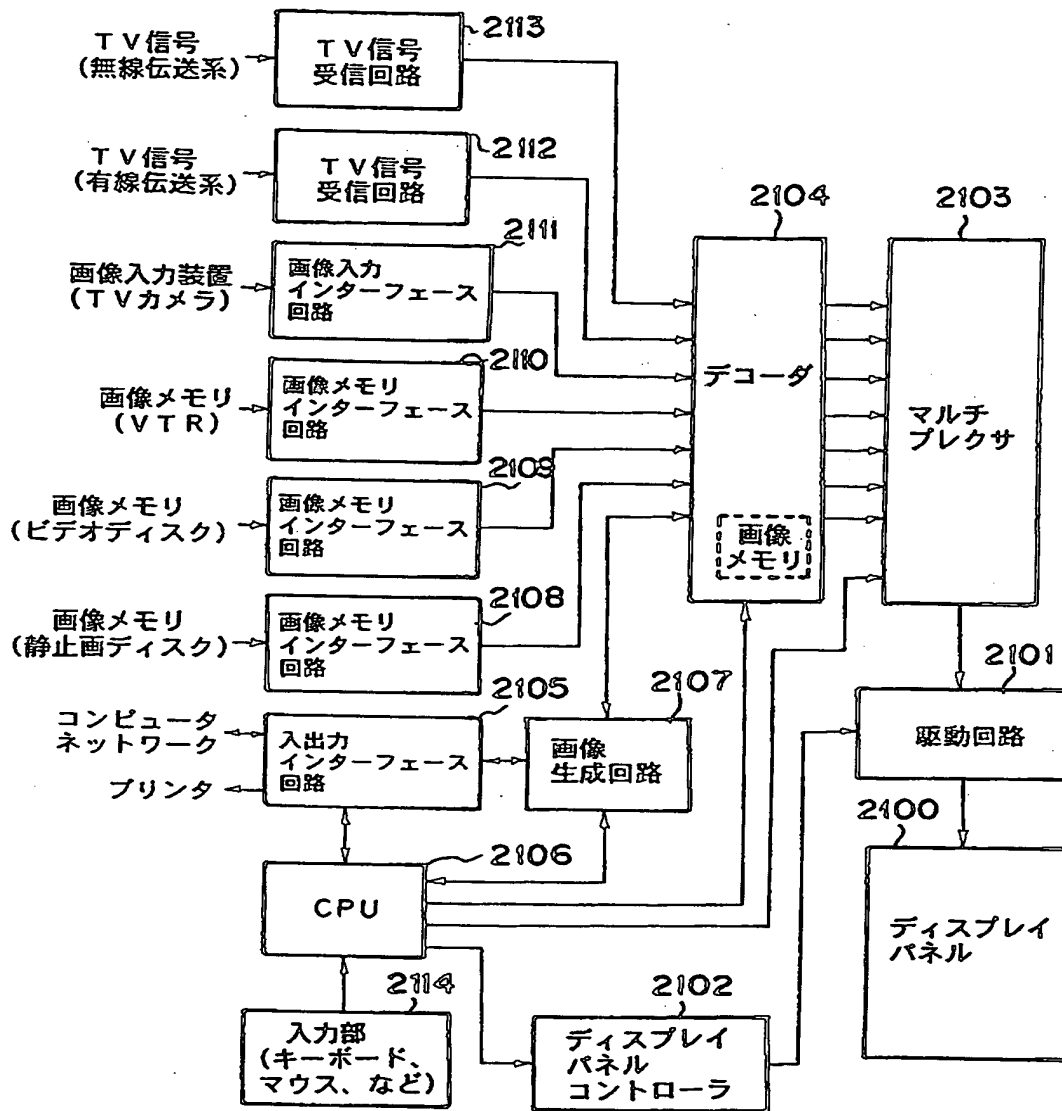 2113
TV信号
(無線伝送系)
TV信号
受信回路
2112
TV信号
(有線伝送系)
TV信号
受信回路
2104
2103
2111
画像入力装置
(TVカメラ)
画像入力
インターフェース
回路
2110
画像メモリ
(VTR)
画像メモリ
インターフェース
回路
デコーダ
マルチ
プレクサ
2109
画像メモリ
(ビデオディスク)
画像メモリ
インターフェース
回路
画像
メモリ
2108
画像メモリ
(静止画ディスク)
画像メモリ
インターフェース
回路
2105
2107
2101
コンピュータ
ネットワーク
プリンタ
入出力
インターフェース
回路
画像
生成回路
駆動回路
2100
2106
CPU
ディスプレイ
パネル
2114
2102
入力部
(キーボード、
マウス、など)
ディスプレイ
パネル
コントローラ